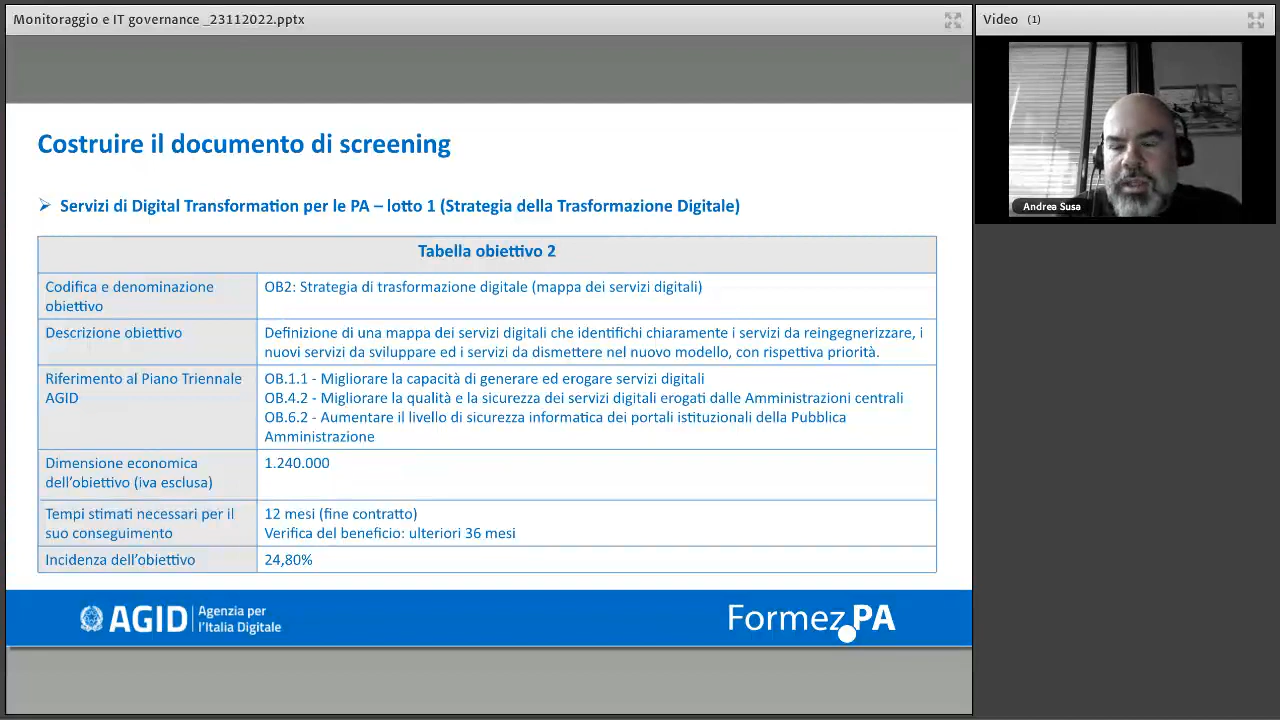 Monitoraggio e IT governance _23112022.pptx
Video (1)
Andrea Susa
Costruire il documento di screening
Servizi di Digital Transformation per le PA – lotto 1 (Strategia della Trasformazione Digitale)
Tabella obiettivo 2
Codifica e denominazione
obiettivo
OB2: Strategia di trasformazione digitale (mappa dei servizi digitali)
Descrizione obiettivo
Definizione di una mappa dei servizi digitali che identifichi chiaramente i servizi da reingegnerizzare, i
nuovi servizi da sviluppare ed i servizi da dismettere nel nuovo modello, con rispettiva priorità.
Riferimento al Piano Triennale
AGID
OB.1.1 - Migliorare la capacità di generare ed erogare servizi digitali
OB.4.2 - Migliorare la qualità e la sicurezza dei servizi digitali erogati dalle Amministrazioni centrali
OB.6.2 - Aumentare il livello di sicurezza informatica dei portali istituzionali della Pubblica
Amministrazione
Dimensione economica
dell’obiettivo (iva esclusa)
1.240.000
Tempi stimati necessari per il
suo conseguimento
12 mesi (fine contratto)
Verifica del beneficio: ulteriori 36 mesi
Incidenza dell’obiettivo
24,80%
AGID
Agenzia per
l’Italia Digitale
Formez PA